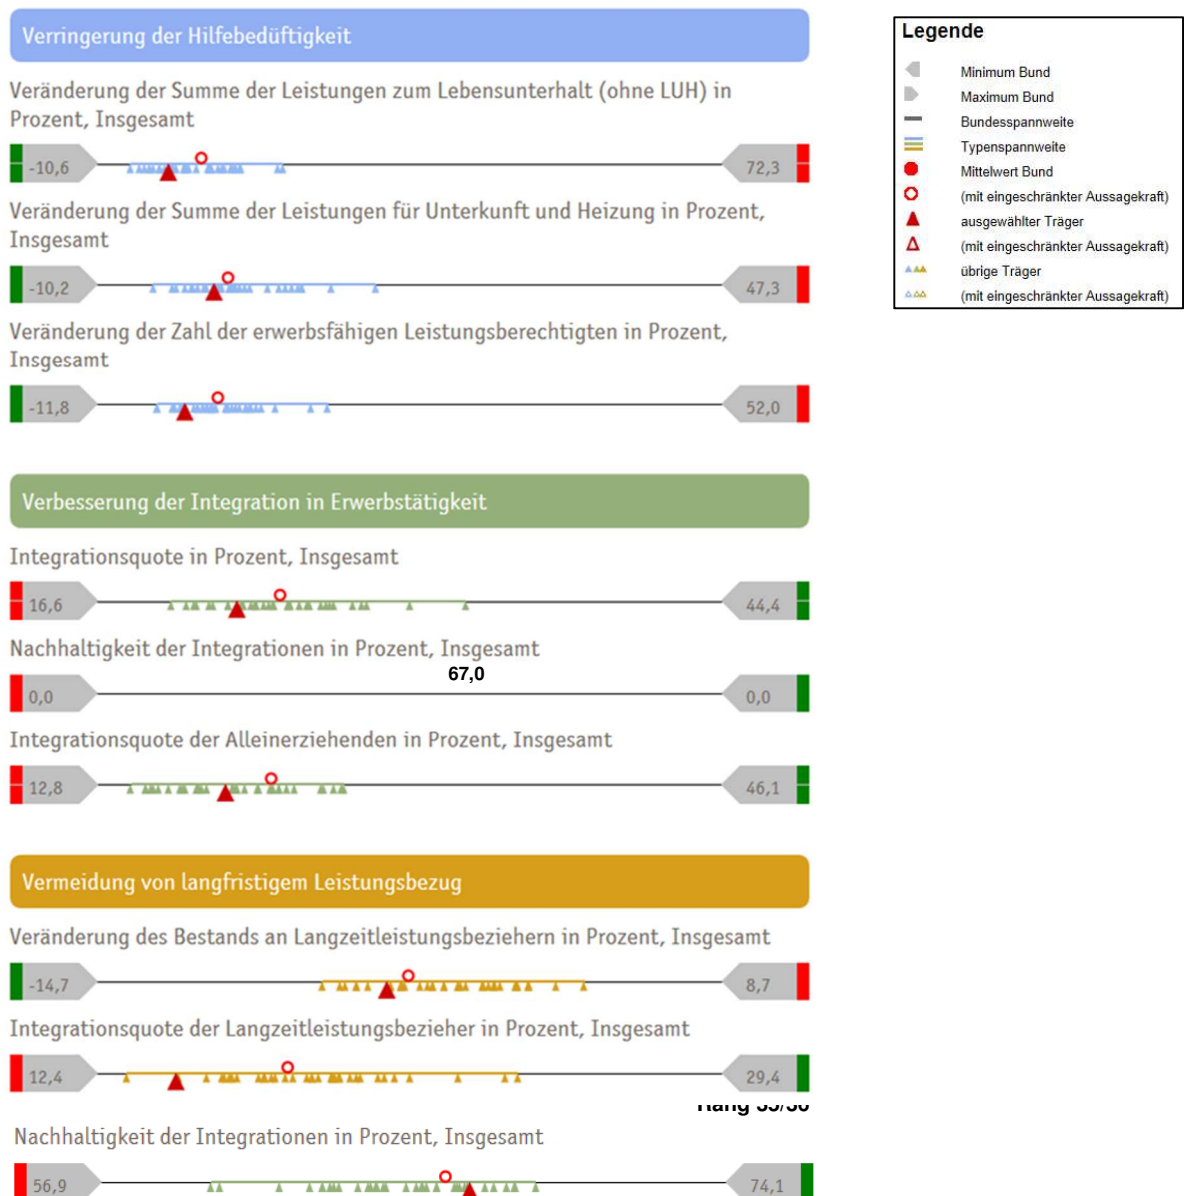 Verringerung der Hilfebedüftigkeit
Veränderung der Summe der Leistungen zum Lebensunterhalt (ohne LUH) in
Prozent, Insgesamt
-10,6 72,3
Veränderung der Summe der Leistungen für Unterkunft und Heizung in Prozent,
Insgesamt
-10,2 47,3
Veränderung der Zahl der erwerbsfähigen Leistungsberechtigten in Prozent,
Insgesamt
-11,8 52,0
Verbesserung der Integration in Erwerbstätigkeit
Integrationsquote in Prozent, Insgesamt
16,6 44,4
Nachhaltigkeit der Integrationen in Prozent, Insgesamt
67,0
0,0 0,0
Integrationsquote der Alleinerziehenden in Prozent, Insgesamt
12,8 46,1
Vermeidung von langfristigem Leistungsbezug
Veränderung des Bestands an Langzeitleistungsbeziehern in Prozent, Insgesamt
-14,7 8,7
Integrationsquote der Langzeitleistungsbezieher in Prozent, Insgesamt
12,4 29,4
Nachhaltigkeit der Integrationen in Prozent, Insgesamt
56,9 74,1
Legende
Minimum Bund
Maximum Bund
Bundesspannweite
Typenspannweite
Mittelwert Bund
(mit eingeschränkter Aussagekraft)
ausgewählter Träger
(mit eingeschränkter Aussagekraft)
übrige Träger
(mit eingeschränkter Aussagekraft)